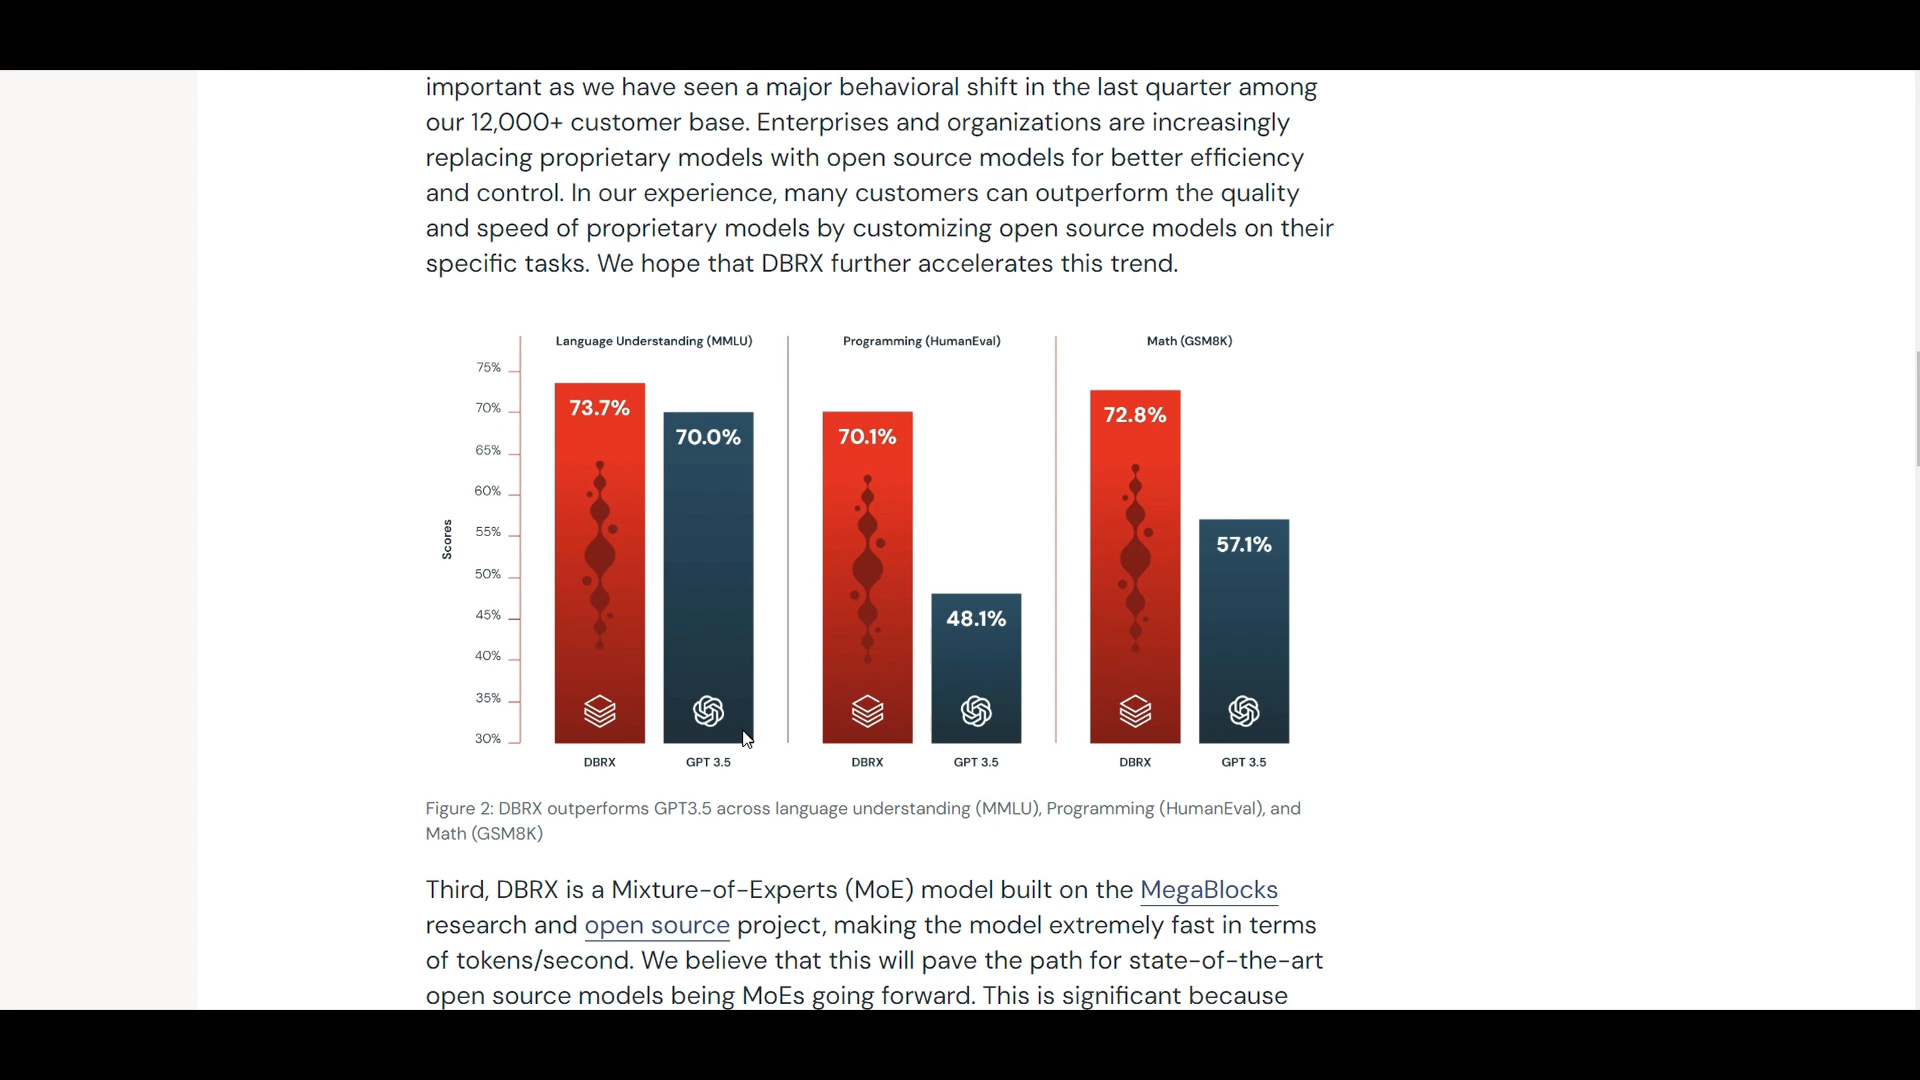 important as we have seen a major behavioral shift in the last quarter among
our 12,000+ customer base. Enterprises and organizations are increasingly
replacing proprietary models with open source models for better efficiency
and control. In our experience, many customers can outperform the quality
and speed of proprietary models by customizing open source models on their
specific tasks. We hope that DBRX further accelerates this trend.
Language Understanding (MMLU)
Programming (HumanEval)
Math (GSM8K)
Scores
75%
70%
65%
60%
55%
50%
45%
40%
35%
30%
73.7%
70.0%
70.1%
48.1%
72.8%
57.1%
DBRX
GPT 3.5
DBRX
GPT 3.5
DBRX
GPT 3.5
Figure 2: DBRX outperforms GPT3.5 across language understanding (MMLU), Programming (HumanEval), and
Math (GSM8K)
Third, DBRX is a Mixture-of-Experts (MoE) model built on the MegaBlocks
research and open source project, making the model extremely fast in terms
of tokens/second. We believe that this will pave the path for state-of-the-art
open source models being MoEs going forward. This is significant because